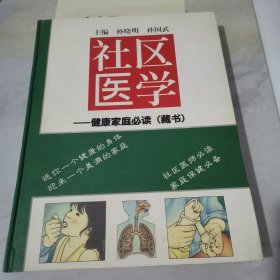 主编 孙晓明 孙国武
社区
医学
——健康家庭必读(藏书)
送你一个健康的身体
迎来一个美满的家庭
社区医师必读
家庭保健必备